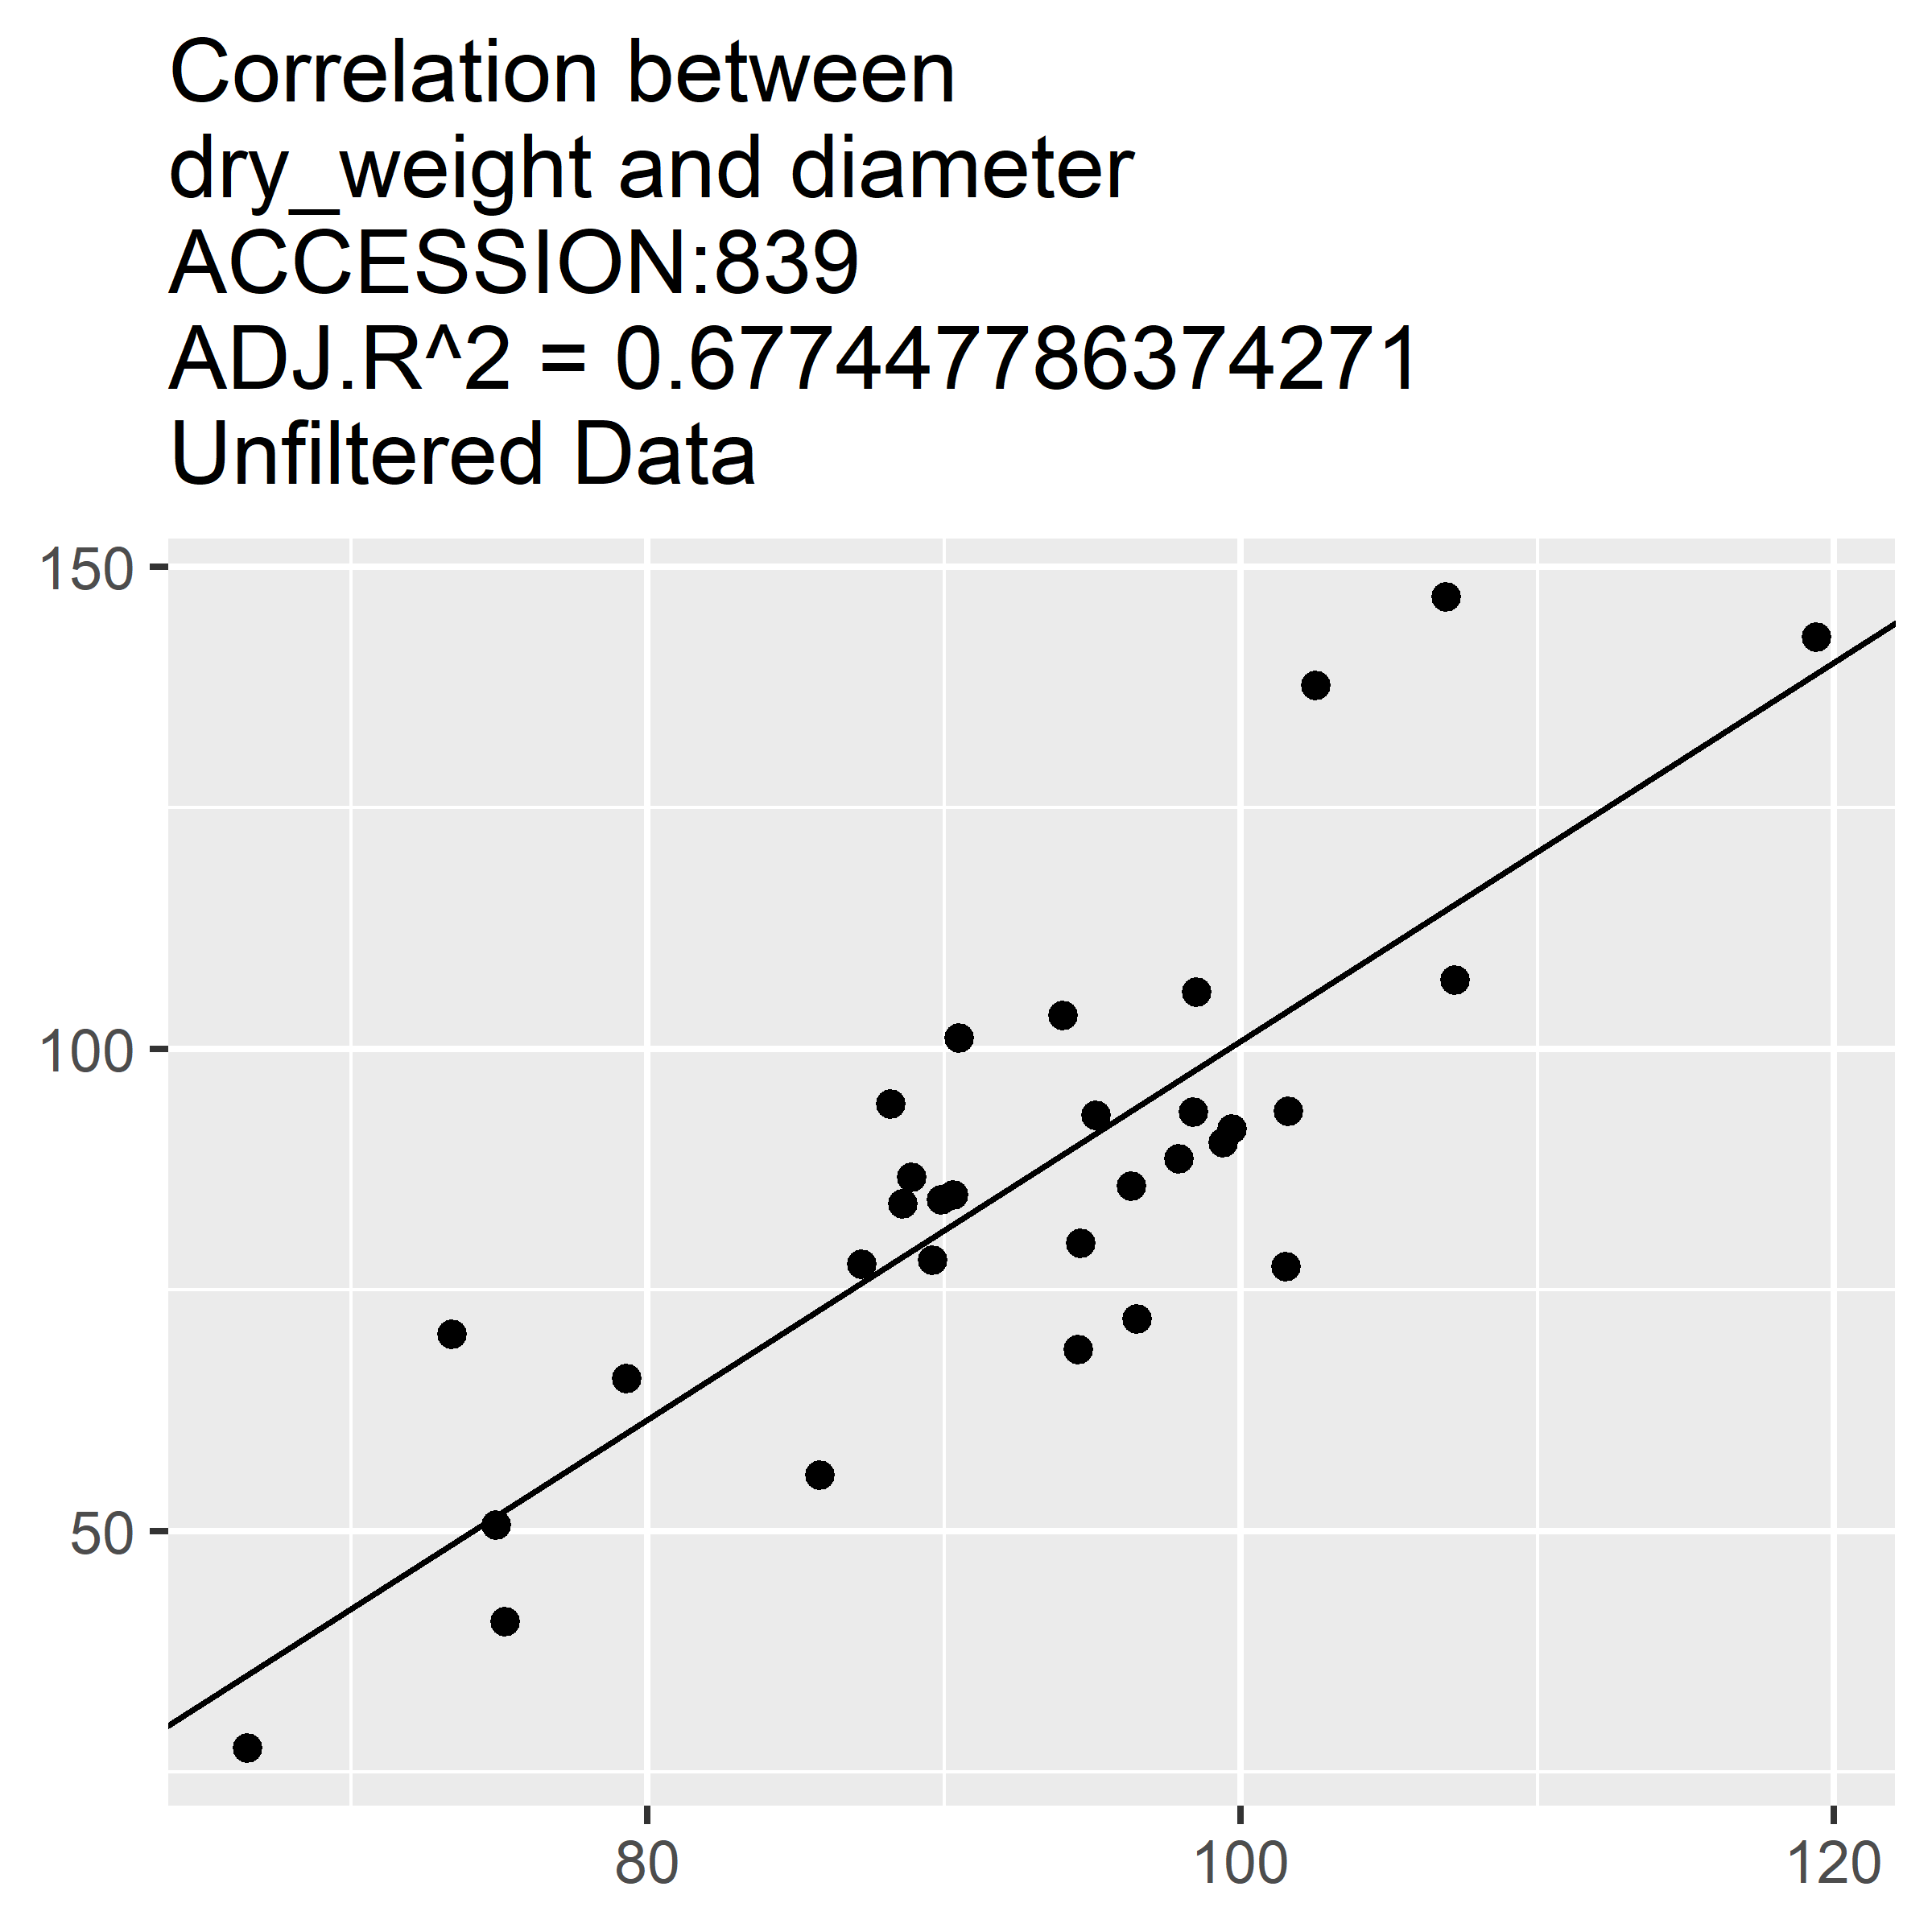 Correlation between
dry_weight and diameter
ACCESSION:839
ADJ.R^2 = 0.677447786374271
Unfiltered Data
150
100
50
80
100
120